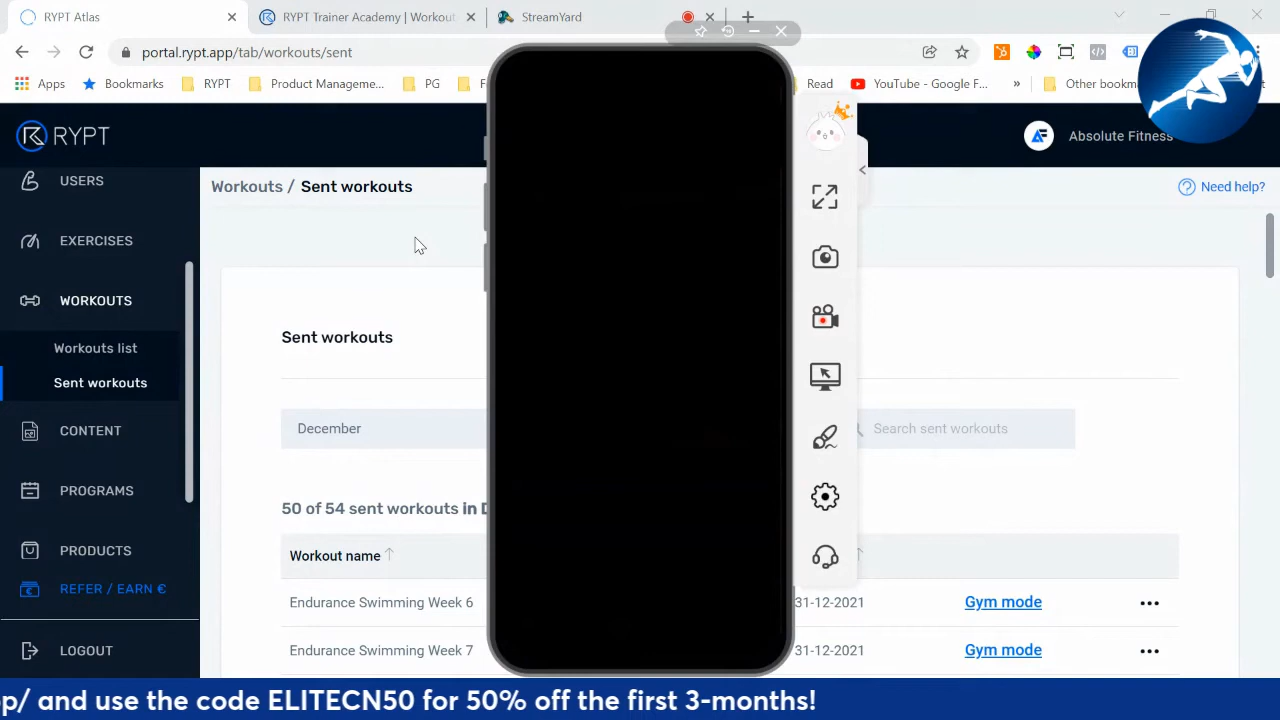 RYPT Atlas
RYPT Trainer Academy | Workout
StreamYard
portal.rypt.app/tab/workouts/sent
Apps
Bookmarks
RYPT
Product Manageme...
PG
Read
YouTube - Google F...
»
Other bookm
RYPT
Absolute Fitness
USERS
Workouts / Sent workouts
Need help?
EXERCISES
WORKOUTS
Sent workouts
Workouts list
Sent workouts
December
Search sent workouts
CONTENT
PROGRAMS
50 of 54 sent workouts in D
PRODUCTS
Workout name
REFER / EARN €
Endurance Swimming Week 6
31-12-2021
Gym mode
LOGOUT
Endurance Swimming Week 7
31-12-2021
Gym mode
pp/ and use the code ELITECN50 for 50% off the first 3-months!